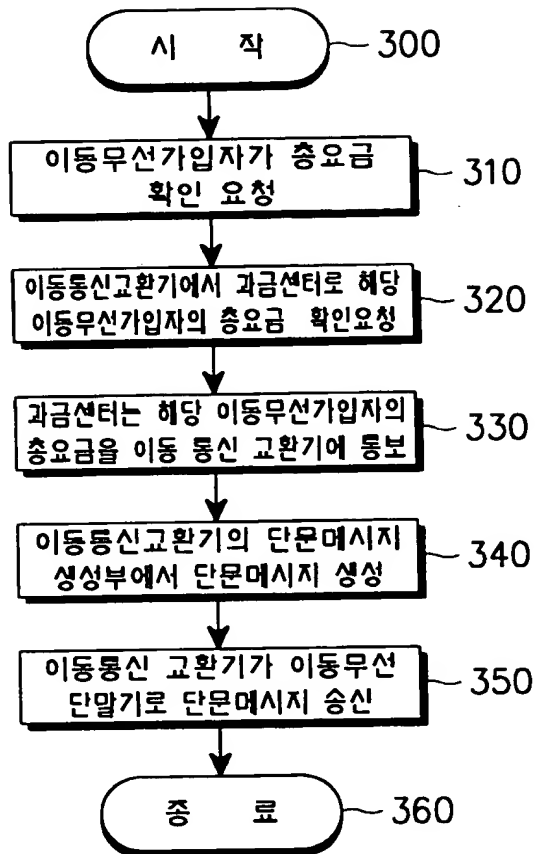 시 작
300
이동무선가입자가 총요금
확인 요청
310
이동통신교환기에서 과금센터로 해당
이동무선가입자의 총요금 확인요청
320
과금센터는 해당 이동무선가입자의
총요금을 이동 통신 교환기에 통보
330
이동통신교환기의 단문메시지
생성부에서 단문메시지 생성
340
이동통신 교환기가 이동무선
단말기로 단문메시지 송신
350
종 료
360